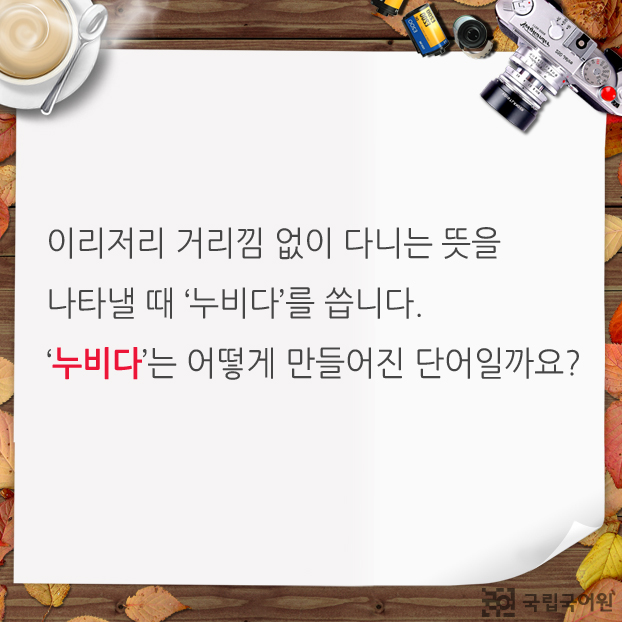 이리저리 거리낌 없이 다니는 뜻을
나타낼 때 ‘누비다’를 씁니다.
‘누비다’는 어떻게 만들어진 단어일까요?
국립국어원